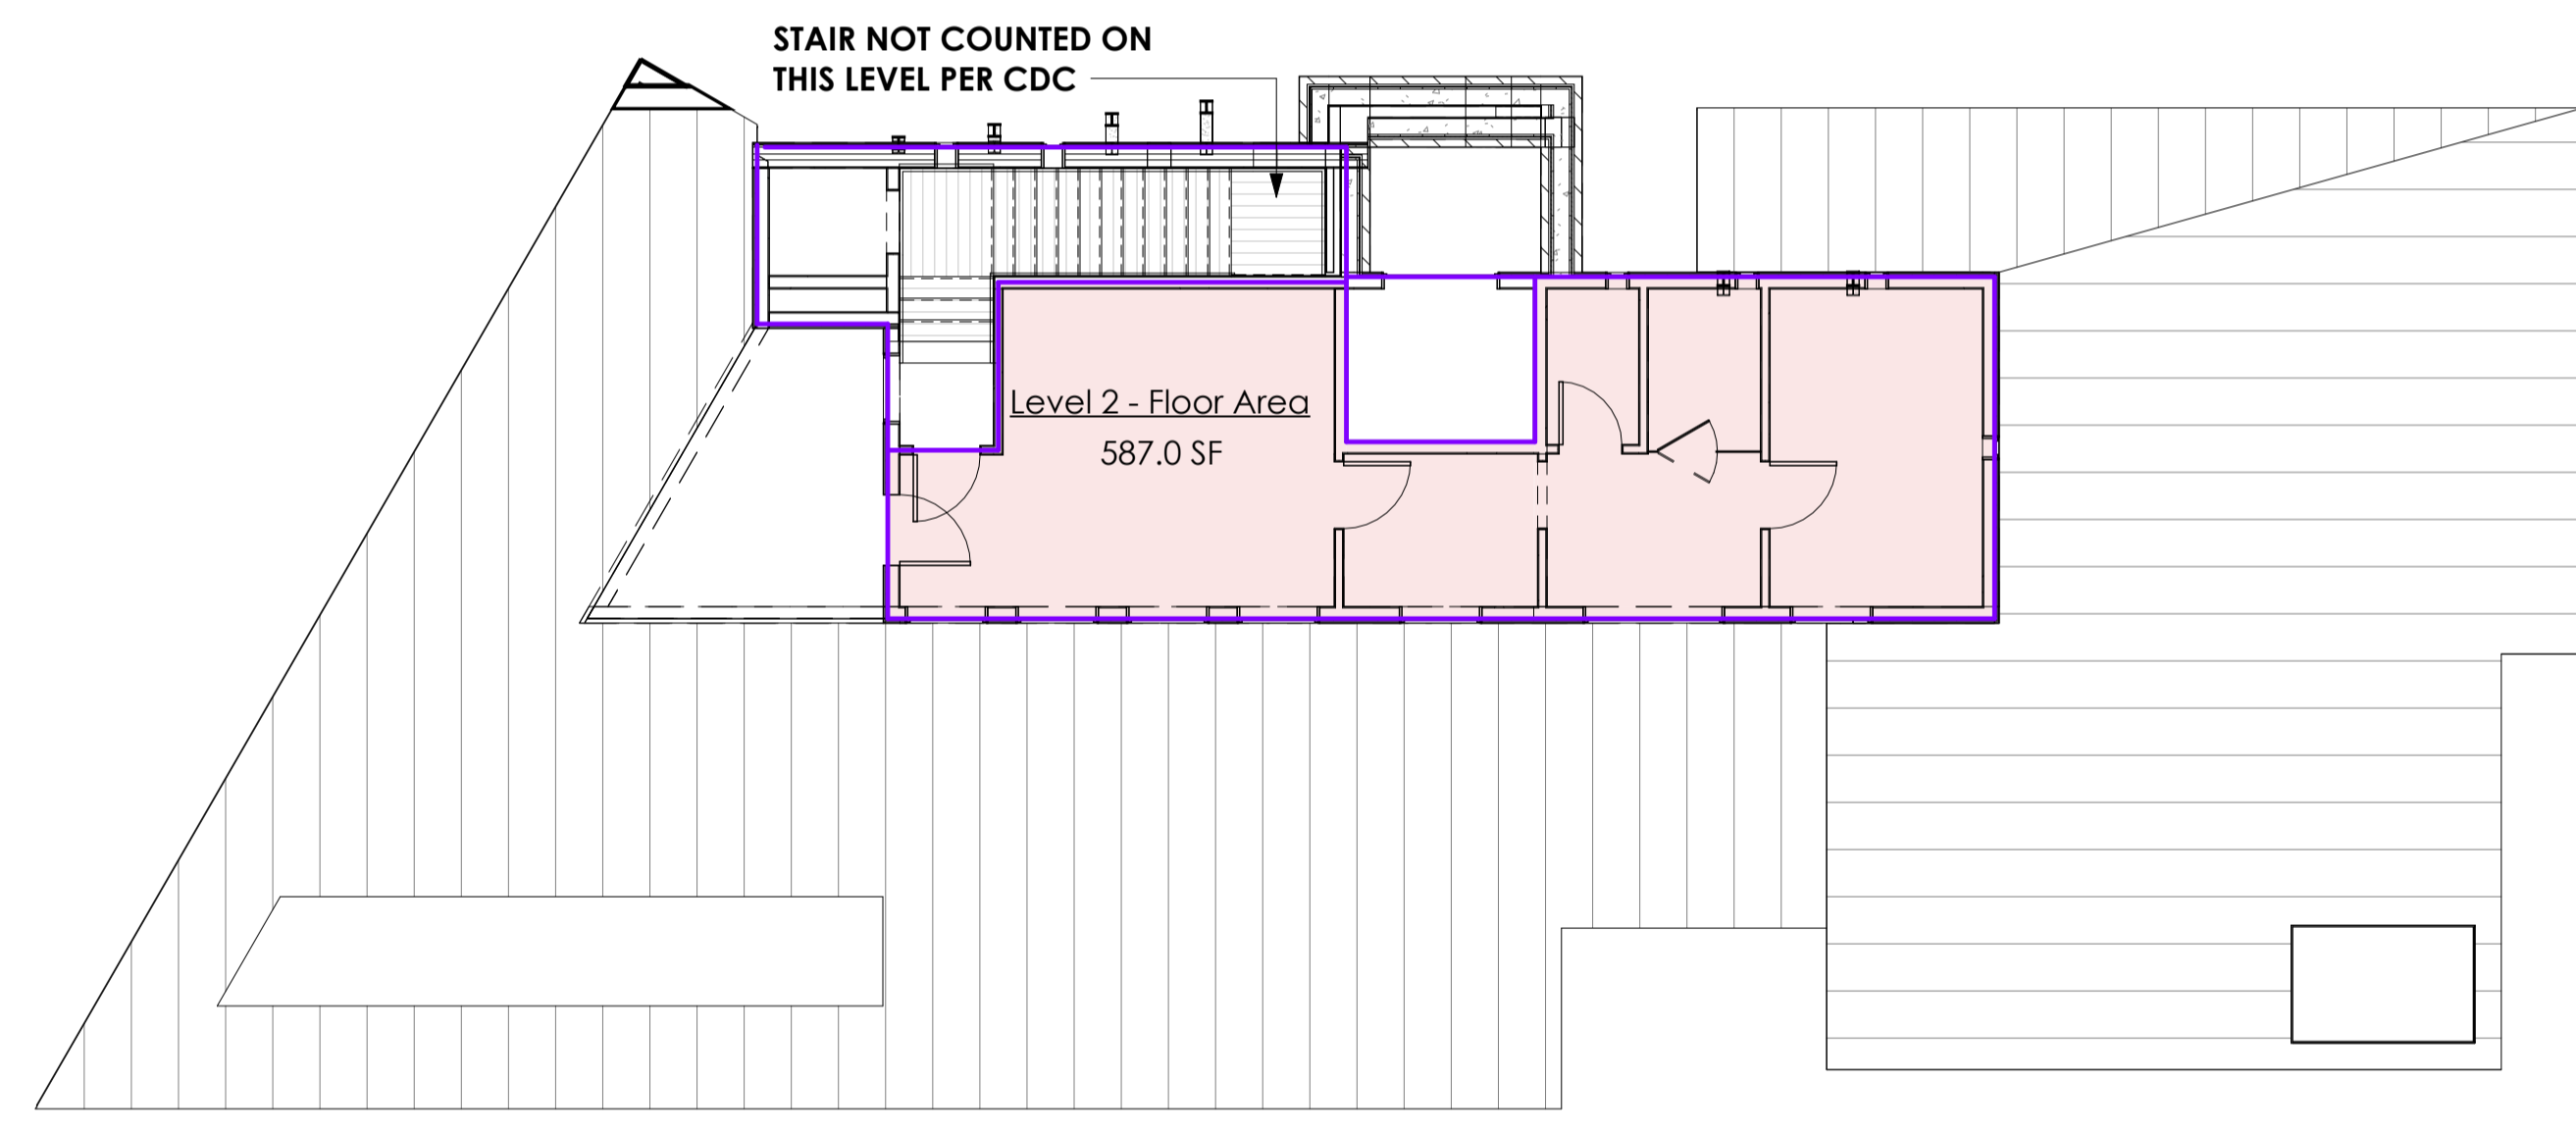 STAIR NOT COUNTED ON
THIS LEVEL PER CDC
Level 2 - Floor Area
587.0 SF